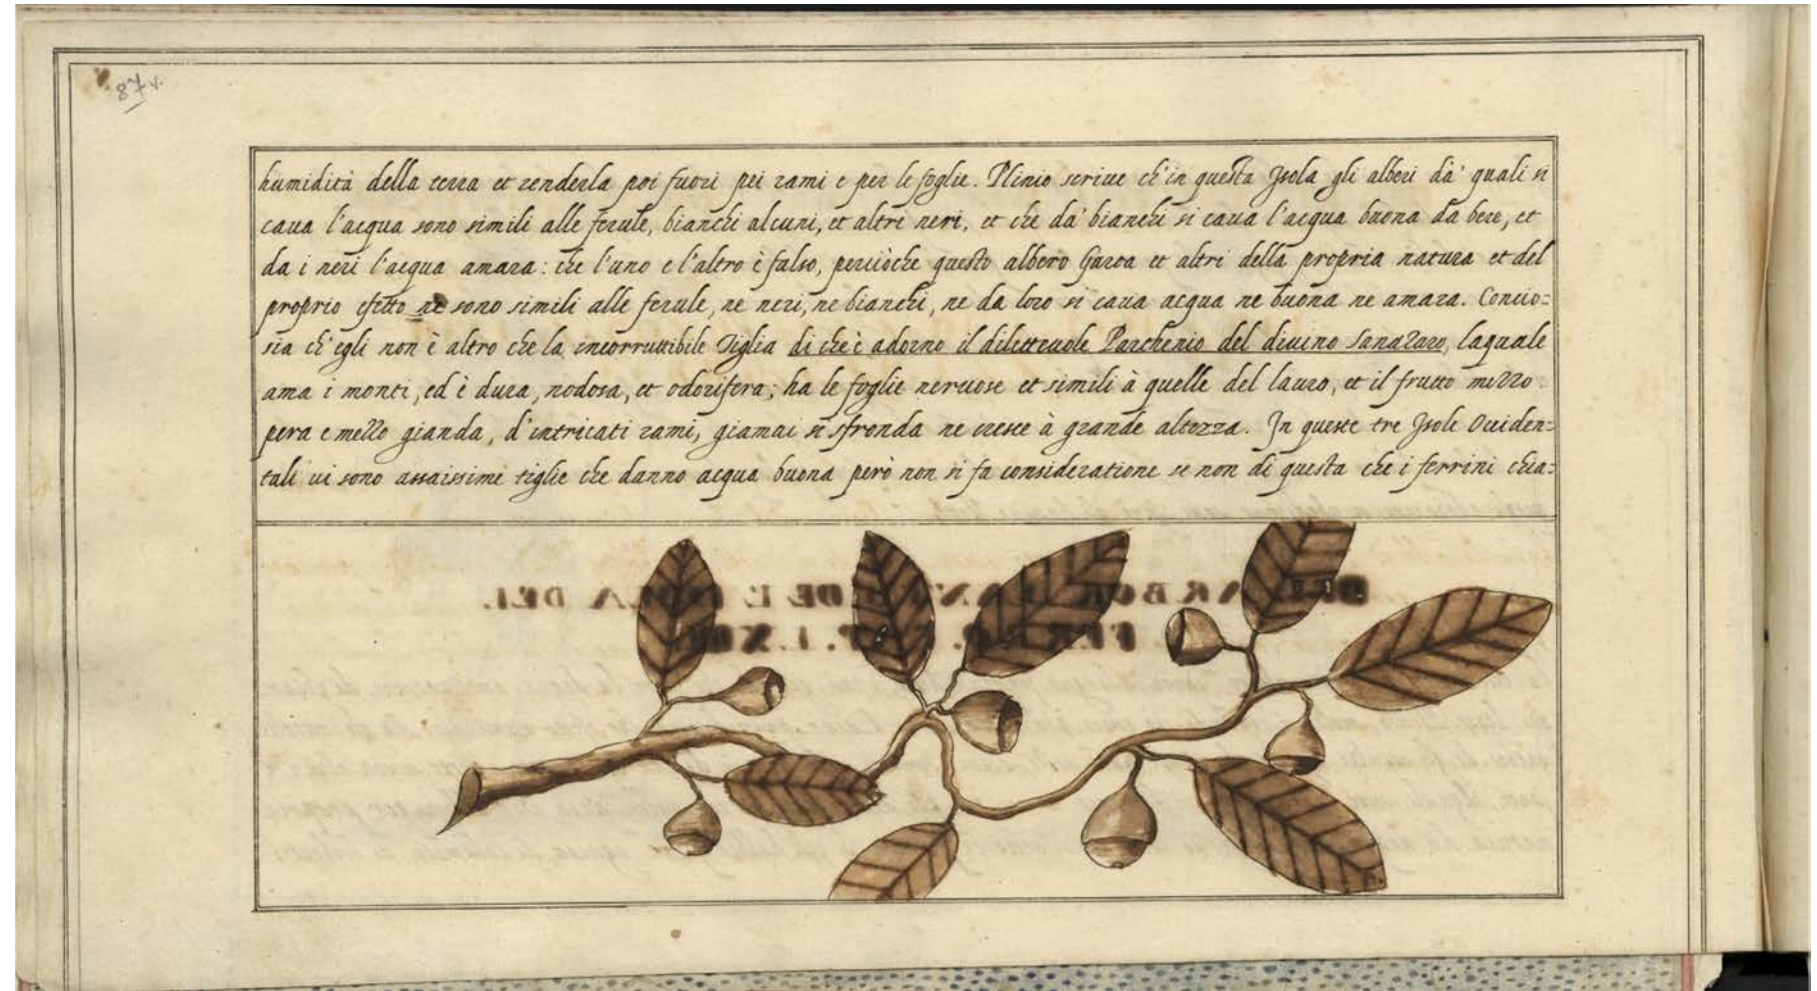 87v.
humidità della terra et renderla poi fuori pei rami e per le foglie. Plinio scriue ch'in questa Isola gli alberi da' quali si
caua l'acqua sono simili alle ferule, bianchi alcuni, et altri neri, et che da' bianchi si caua l'acqua buona da bere, et
da i neri l'acqua amara: che l'uno e l'altro è falso, perciòche questo albero Garoa et altri della propria natura et del
proprio efetto ne sono simili alle ferule, ne neri, ne bianchi, ne da loro si caua acqua ne buona ne amara. Concio=
sia ch'egli non è altro che la incorruttibile Tiglia di che è adorno il diletteuole Parthenio del diuino Sanazaro, laquale
ama i monti, ed è dura, nodosa, et odorifera; ha le foglie neruose et simili à quelle del lauro, et il frutto mezzo
pera e mezzo gianda, d'intricati rami, giamai si sfronda ne cresce à grande altezza. In queste tre Isole Occiden=
tali ui sono assaissime tiglie che danno acqua buona però non si fa consideratione se non di questa che i ferrini chia=